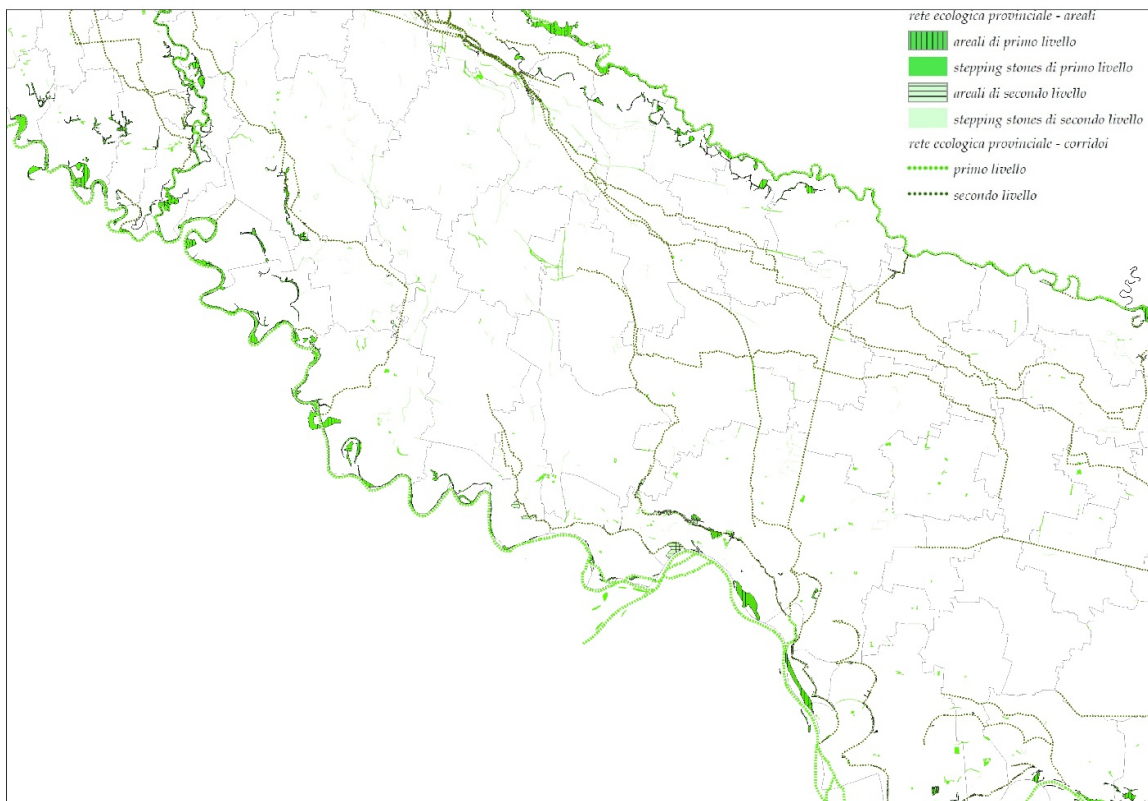 rete ecologica provinciale - areali
areali di primo livello
stepping stones di primo livello
areali di secondo livello
stepping stones di secondo livello
rete ecologica provinciale - corridoi
primo livello
secondo livello